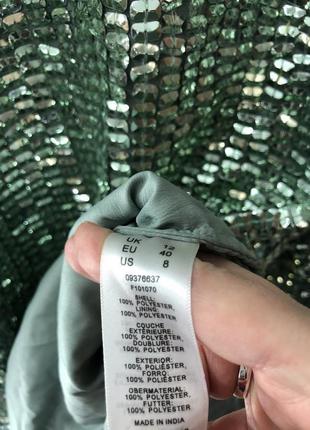 UK 12
EU 40
US 8
09376637
F101070
SHELL:
100% POLYESTER
LINING:
100% POLYESTER
COUCHE
EXTÉRIEURE:
100% POLYESTER
DOUBLURE:
100% POLYESTER
EXTERIOR:
100% POLIÉSTER
FORRO:
100% POLIÉSTER
OBERMATERIAL:
100% POLYESTER
FUTTER:
100% POLYESTER
MADE IN INDIA